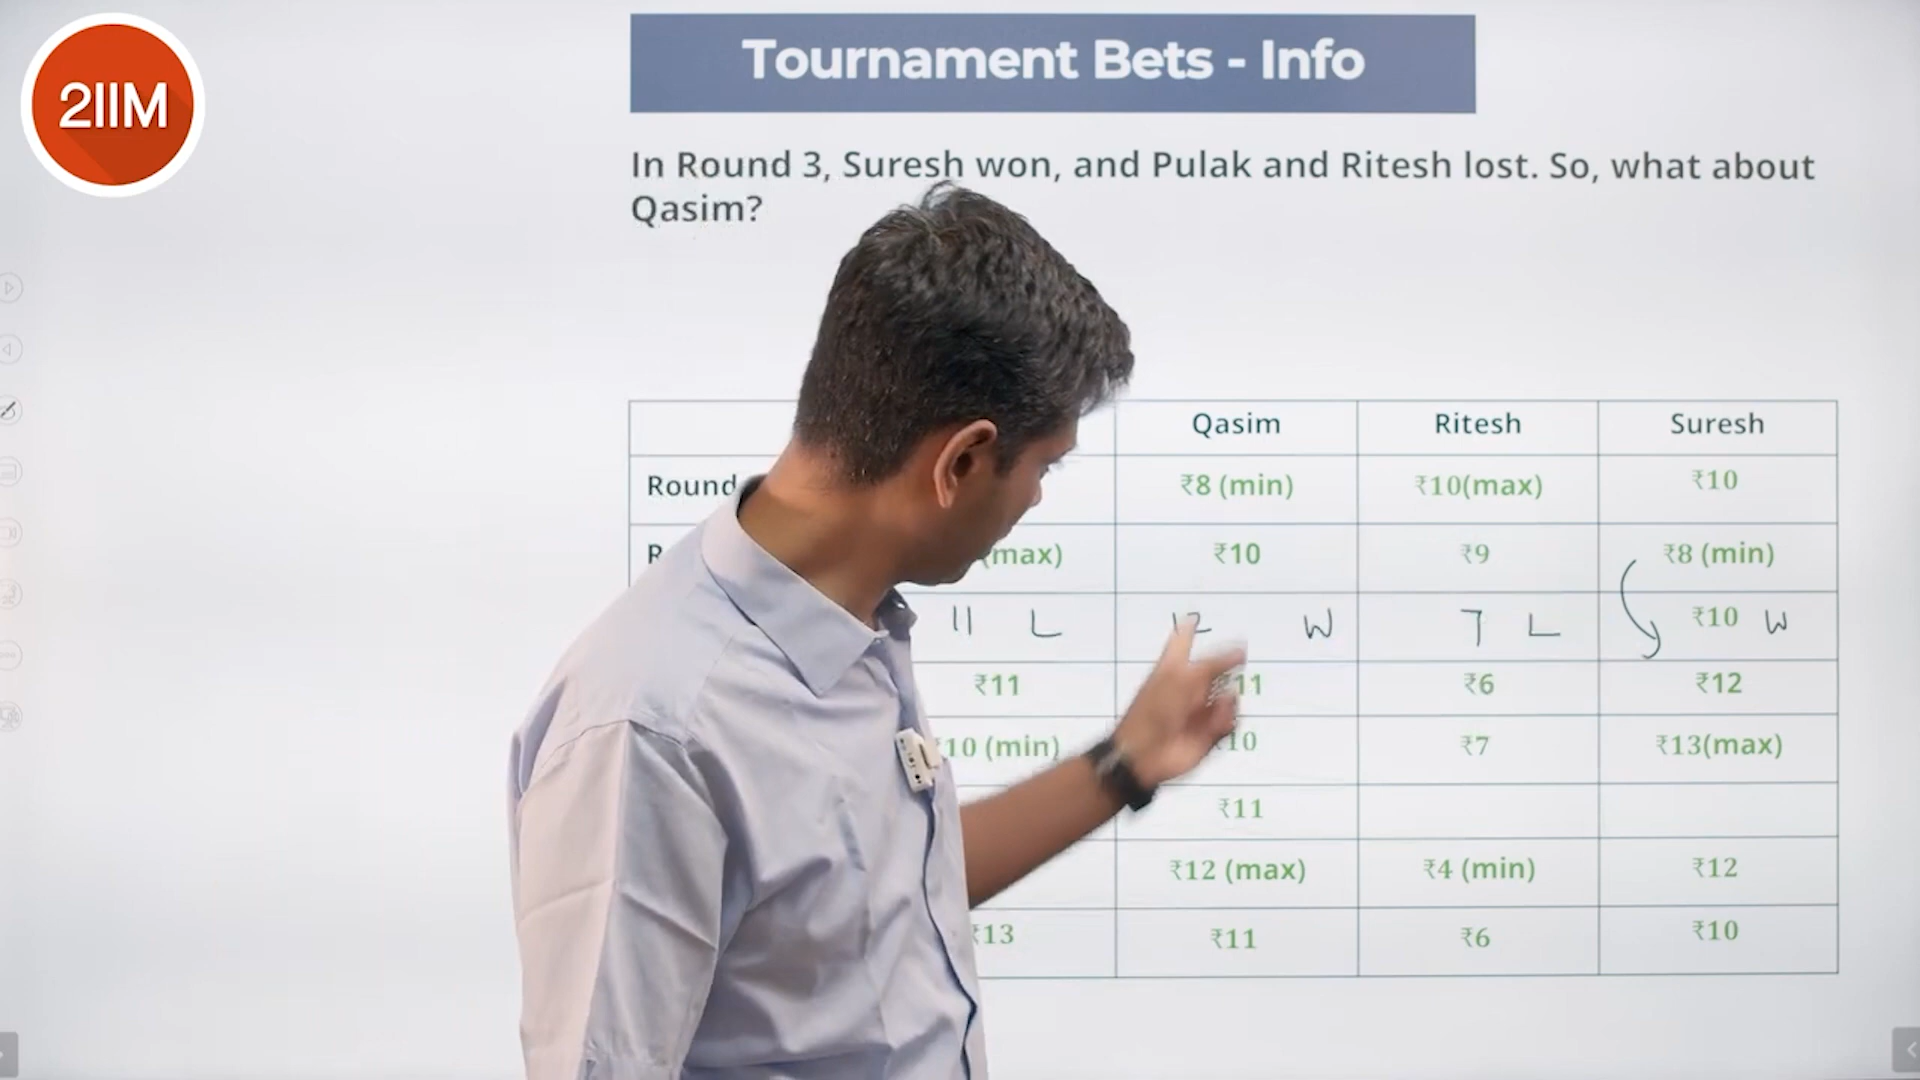 2IIM
Tournament Bets - Info
In Round 3, Suresh won, and Pulak and Ritesh lost. So, what about
Qasim?
Qasim Ritesh Suresh
Round ₹8 (min) ₹10(max) ₹10
₹10 ₹9 ₹8 (min)
11 L 12 W 7 L ₹10 W
₹11 ₹6 ₹12
₹10 (min) ₹7 ₹13(max)
₹11
₹12 (max) ₹4 (min) ₹12
₹13 ₹11 ₹6 ₹10